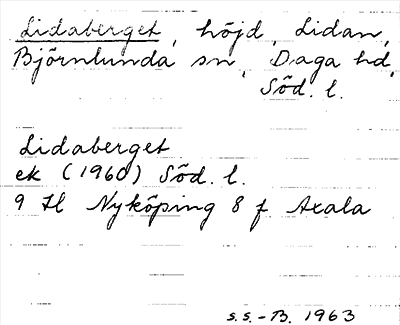 Lidaberget, höjd, Lidan,
Björnlunda sn, Daga hd,
Söd. l.
Lidaberget
ek (1960) Söd. l.
9 H Nyköping 8 f Axala
S.S.-B. 1963